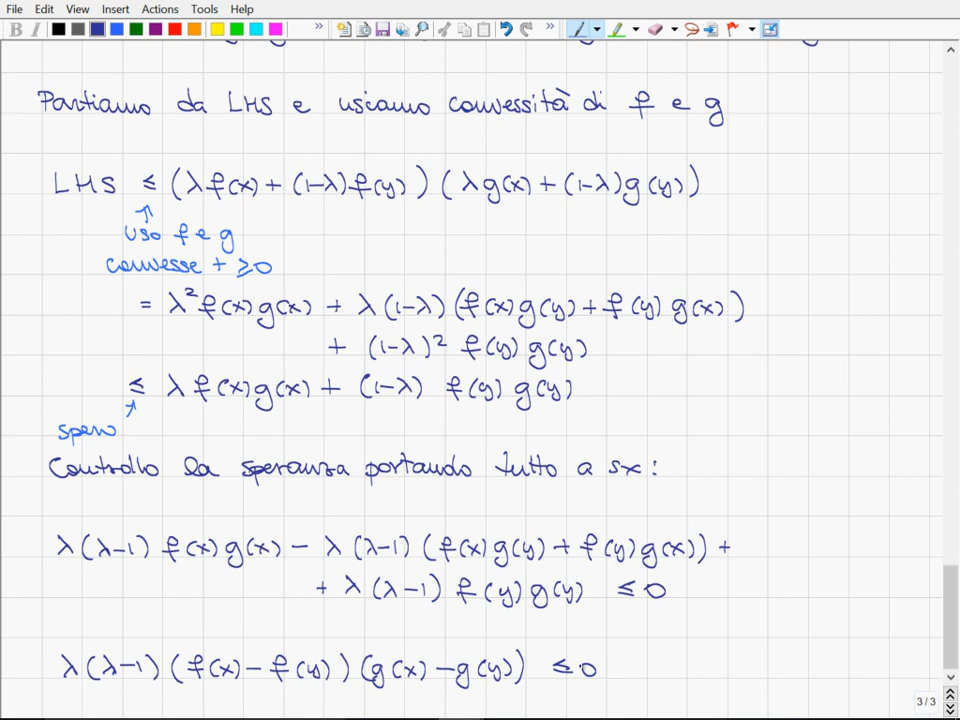 File Edit View Insert Actions Tools Help
B I
Partiamo da LHS e usiamo convessità di f e g
LHS ≤ (λf(x) + (1-λ)f(y)) (λg(x) + (1-λ)g(y))
↑
uso f e g
convesse + ≥0
= λ² f(x)g(x) + λ(1-λ) (f(x)g(y) + f(y)g(x))
+ (1-λ)² f(y)g(y)
≤ λ f(x)g(x) + (1-λ) f(y)g(y)
↑
spero
Controllo la speranza portando tutto a sx:
λ(λ-1) f(x)g(x) - λ(λ-1) (f(x)g(y) + f(y)g(x)) +
+ λ(λ-1) f(y)g(y) ≤ 0
λ(λ-1) (f(x) - f(y)) (g(x) - g(y)) ≤ 0
3 / 3